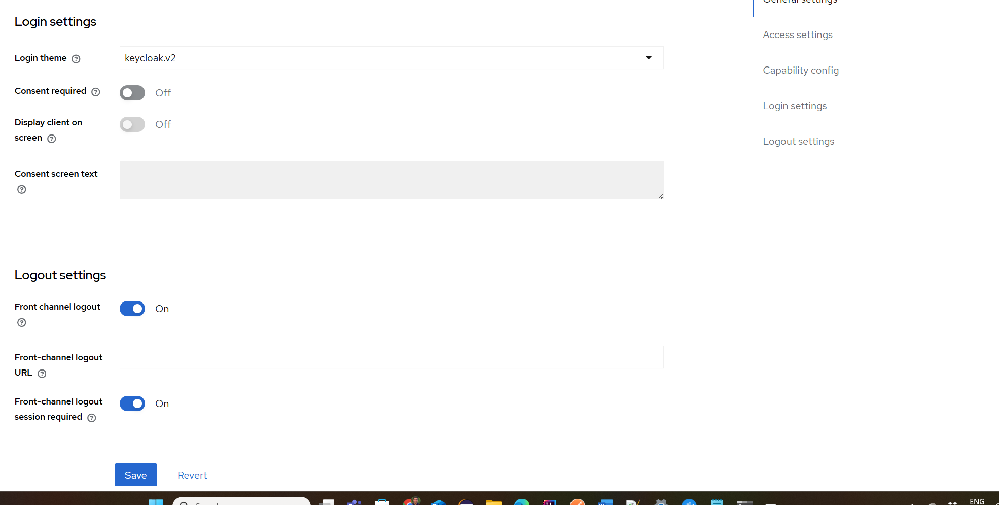 General settings
Login settings
Access settings
Login theme
keycloak.v2
Capability config
Consent required
Off
Login settings
Display client on
screen
Off
Logout settings
Consent screen text
Logout settings
Front channel logout
On
Front-channel logout
URL
Front-channel logout
session required
On
Save
Revert
ENG